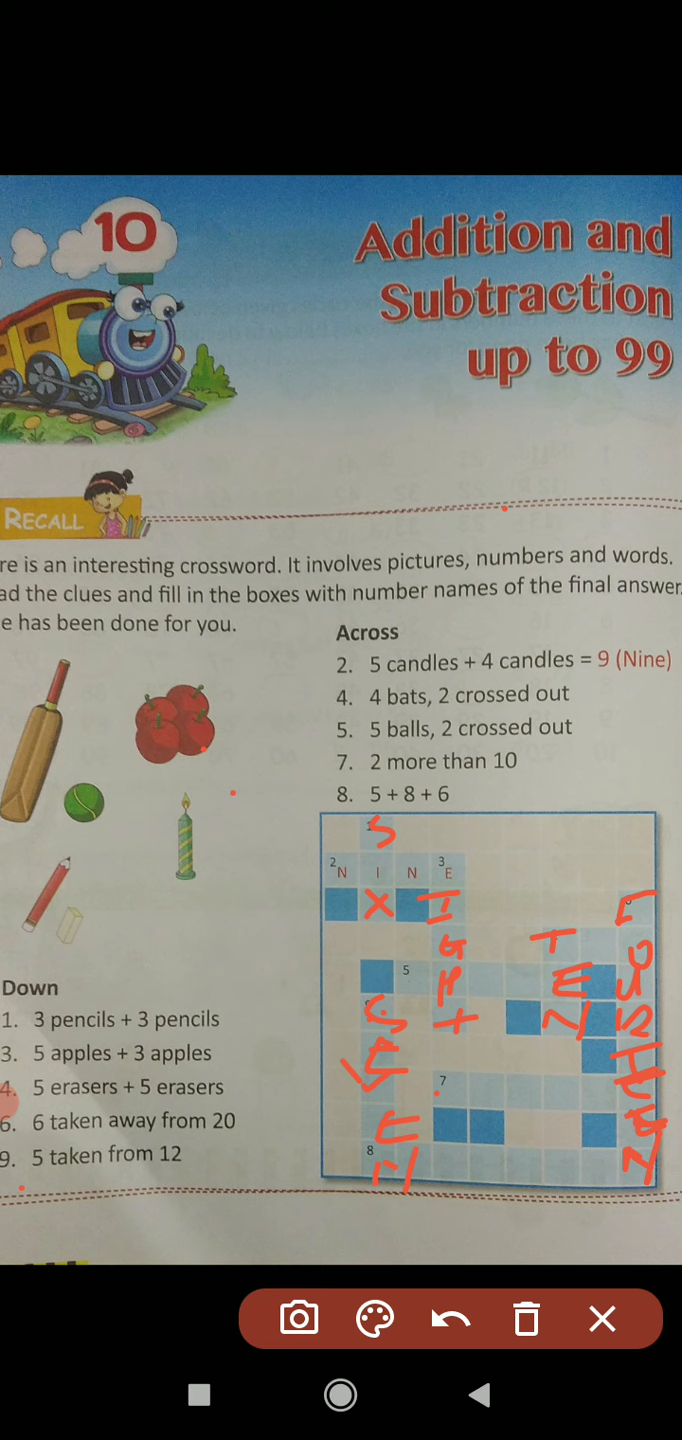 10
Addition and
Subtraction
up to 99
RECALL
re is an interesting crossword. It involves pictures, numbers and words.
ad the clues and fill in the boxes with number names of the final answer.
e has been done for you.
Across
2. 5 candles + 4 candles = 9 (Nine)
4. 4 bats, 2 crossed out
5. 5 balls, 2 crossed out
7. 2 more than 10
8. 5 + 8 + 6
Down
1. 3 pencils + 3 pencils
3. 5 apples + 3 apples
4. 5 erasers + 5 erasers
6. 6 taken away from 20
9. 5 taken from 12
S
2 N I N 3 E
X I
G T
5 H E
T N
7
8